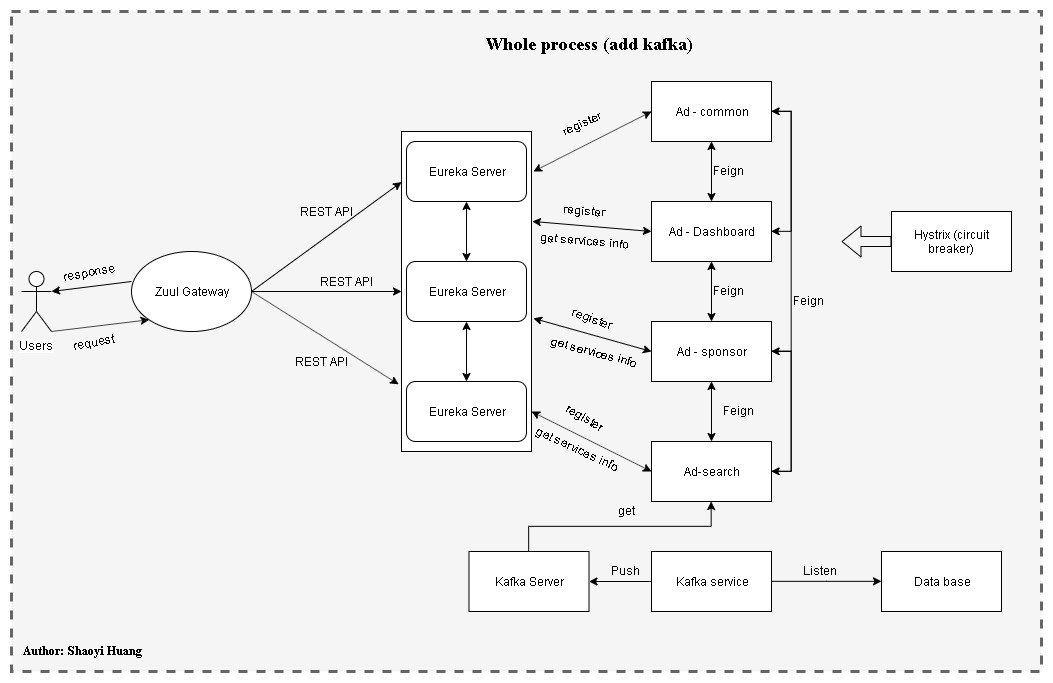 Whole process (add kafka)
Ad - common
register
Eureka Server
Feign
REST API
register
Ad - Dashboard
get services info
Hystrix (circuit
breaker)
response
Zuul Gateway
REST API
Eureka Server
Feign
Feign
Users
request
register
get services info
Ad - sponsor
REST API
Eureka Server
register
get services info
Feign
Ad-search
get
Kafka Server
Push
Kafka service
Listen
Data base
Author: Shaoyi Huang